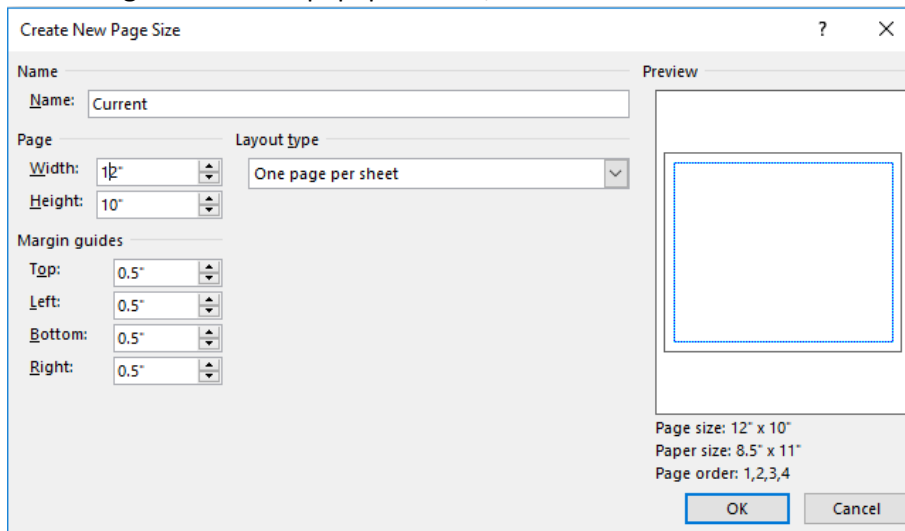 Create New Page Size ? ×
Name
Name: Current
Page
Width: 12"
Height: 10"
Margin guides
Top: 0.5"
Left: 0.5"
Bottom: 0.5"
Right: 0.5"
Layout type
One page per sheet
Preview
Page size: 12" x 10"
Paper size: 8.5" x 11"
Page order: 1,2,3,4
OK Cancel